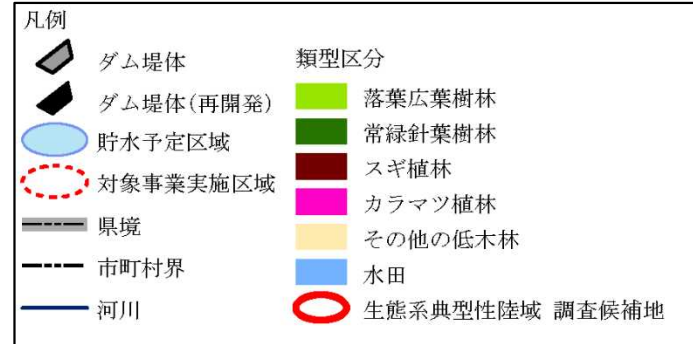 凡例
ダム堤体
ダム堤体(再開発)
貯水予定区域
対象事業実施区域
県境
市町村界
河川
類型区分
落葉広葉樹林
常緑針葉樹林
スギ植林
カラマツ植林
その他の低木林
水田
生態系典型性陸域 調査候補地